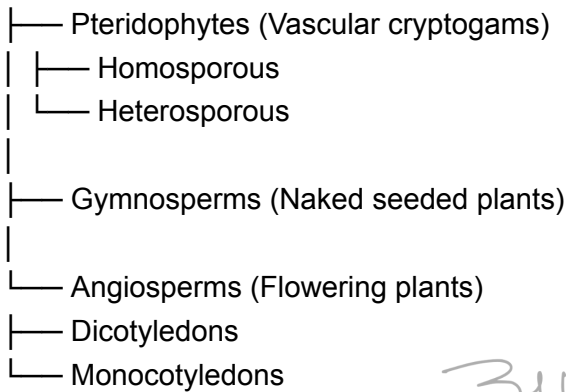 ├── Pteridophytes (Vascular cryptogams)
│ ├── Homosporous
│ └── Heterosporous
│
├── Gymnosperms (Naked seeded plants)
│
└── Angiosperms (Flowering plants)
├── Dicotyledons
└── Monocotyledons